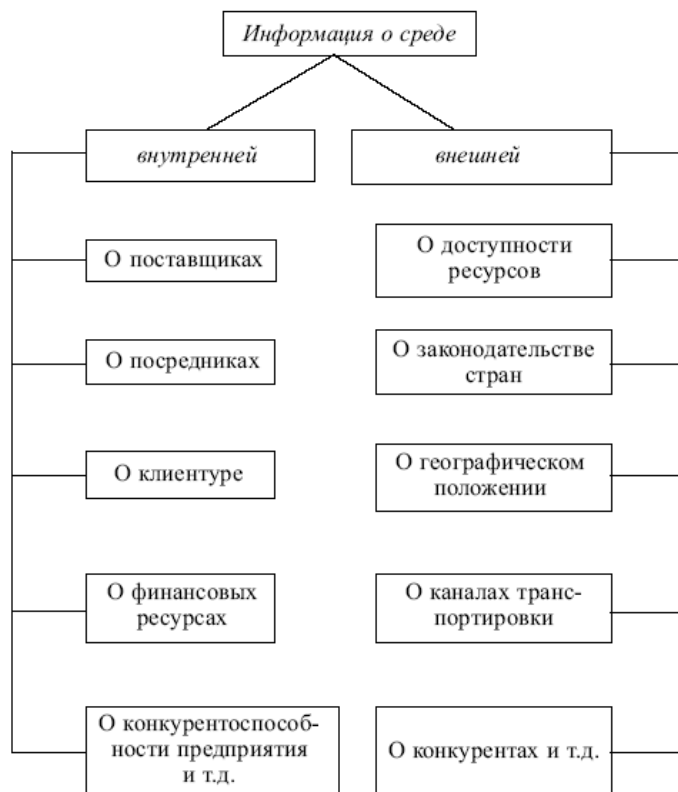 Информация о среде
внутренней
внешней
О поставщиках
О доступности
ресурсов
О посредниках
О законодательстве
стран
О клиентуре
О географическом
положении
О финансовых
ресурсах
О каналах транс-
портировки
О конкурентоспособ-
ности предприятия
и т.д.
О конкурентах и т.д.